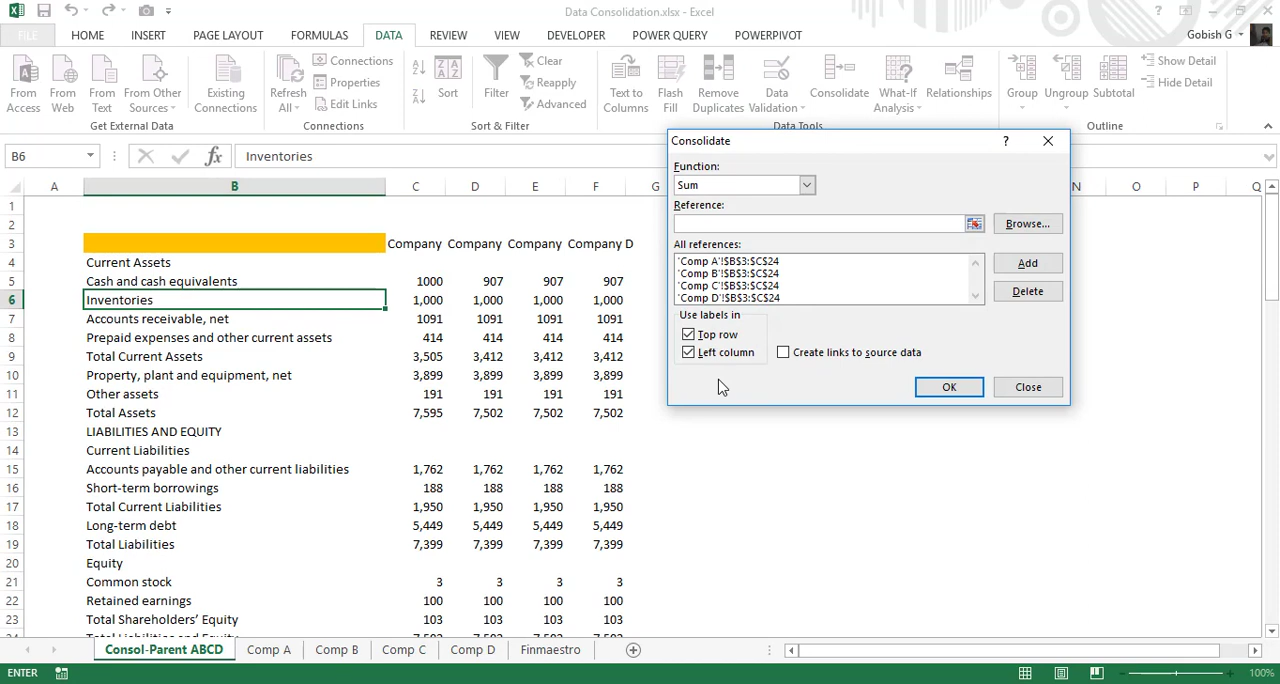 Data Consolidation.xlsx - Excel
FILE HOME INSERT PAGE LAYOUT FORMULAS DATA REVIEW VIEW DEVELOPER POWER QUERY POWERPIVOT Gobish G
From Access From Web From Text From Other Sources Existing Connections Refresh All Connections Properties Edit Links Sort Filter Clear Reapply Advanced Text to Columns Flash Fill Remove Duplicates Data Validation Consolidate What-If Analysis Relationships Group Ungroup Subtotal Show Detail Hide Detail
Get External Data Connections Sort & Filter Data Tools Outline
B6 fx Inventories
A B C D E F G N O P Q
1
2
3 Company Company Company Company D
4 Current Assets
5 Cash and cash equivalents 1000 907 907 907
6 Inventories 1,000 1,000 1,000 1,000
7 Accounts receivable, net 1091 1091 1091 1091
8 Prepaid expenses and other current assets 414 414 414 414
9 Total Current Assets 3,505 3,412 3,412 3,412
10 Property, plant and equipment, net 3,899 3,899 3,899 3,899
11 Other assets 191 191 191 191
12 Total Assets 7,595 7,502 7,502 7,502
13 LIABILITIES AND EQUITY
14 Current Liabilities
15 Accounts payable and other current liabilities 1,762 1,762 1,762 1,762
16 Short-term borrowings 188 188 188 188
17 Total Current Liabilities 1,950 1,950 1,950 1,950
18 Long-term debt 5,449 5,449 5,449 5,449
19 Total Liabilities 7,399 7,399 7,399 7,399
20 Equity
21 Common stock 3 3 3 3
22 Retained earnings 100 100 100 100
23 Total Shareholders' Equity 103 103 103 103
Consolidate ?
Function:
Sum
Reference:
Browse...
All references:
'Comp A'!$B$3:$C$24
'Comp B'!$B$3:$C$24
'Comp C'!$B$3:$C$24
'Comp D'!$B$3:$C$24
Add
Delete
Use labels in
Top row
Left column Create links to source data
OK Close
Consol-Parent ABCD Comp A Comp B Comp C Comp D Finmaestro
ENTER 100%